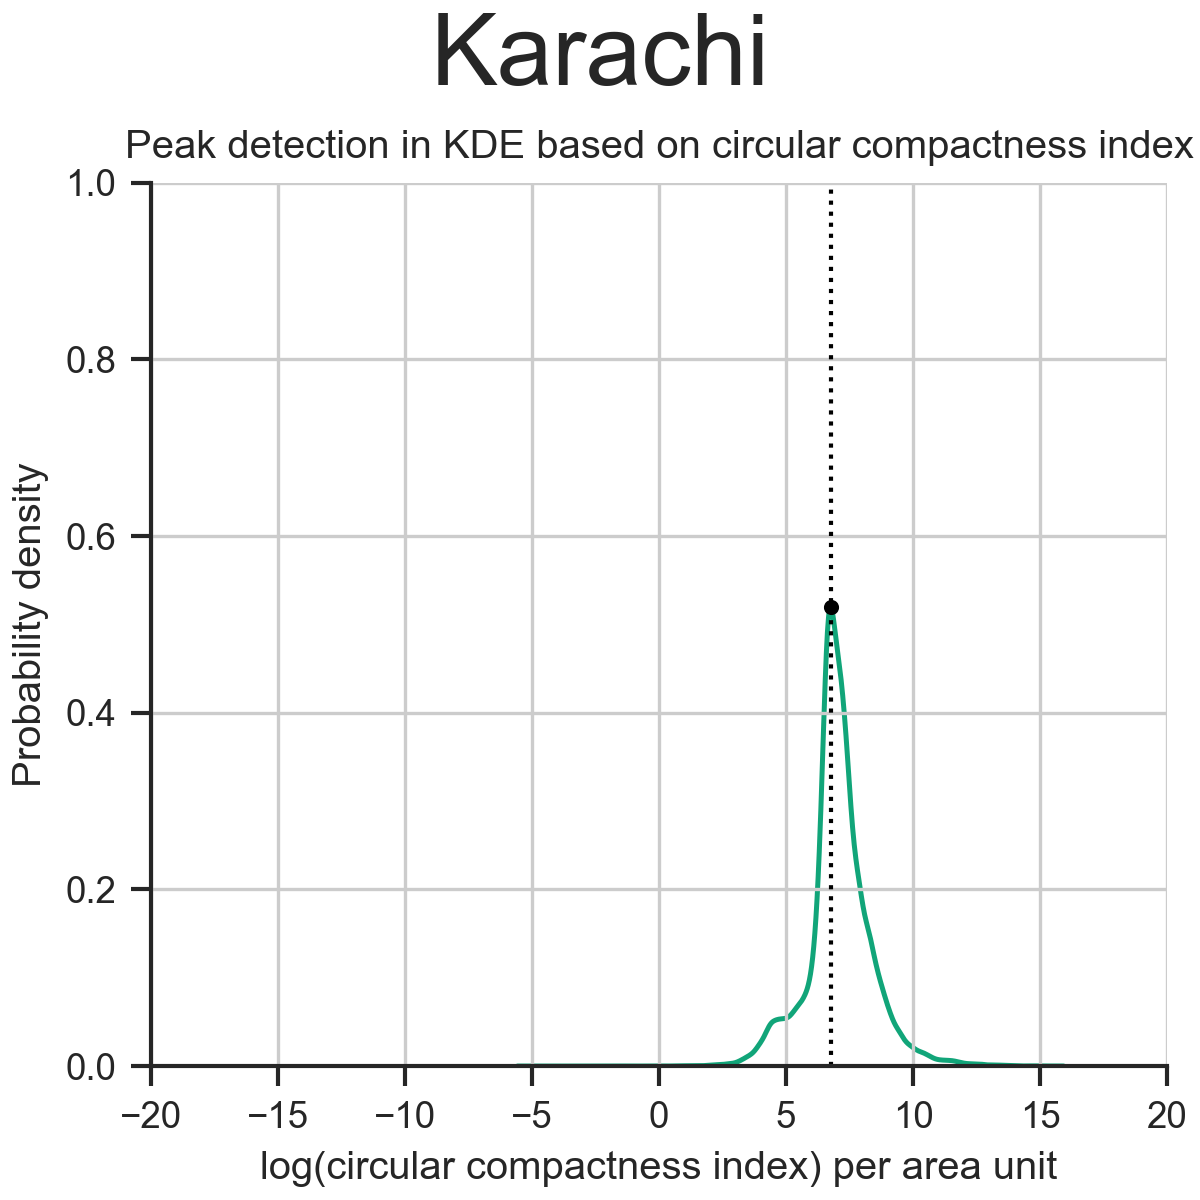 Karachi
Peak detection in KDE based on circular compactness index
1.0
0.8
0.6
0.4
0.2
0.0
Probability density
−20 −15 −10 −5 0 5 10 15 20
log(circular compactness index) per area unit